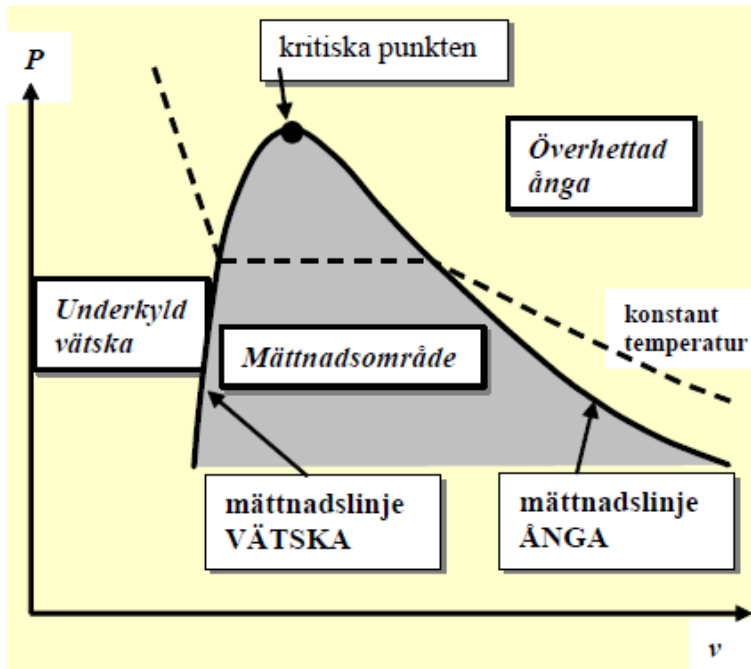 kritiska punkten
P
Överhettad
ånga
Underkyld
vätska
konstant
temperatur
Mättnadsområde
mättnadslinje
VÄTSKA
mättnadslinje
ÅNGA
v